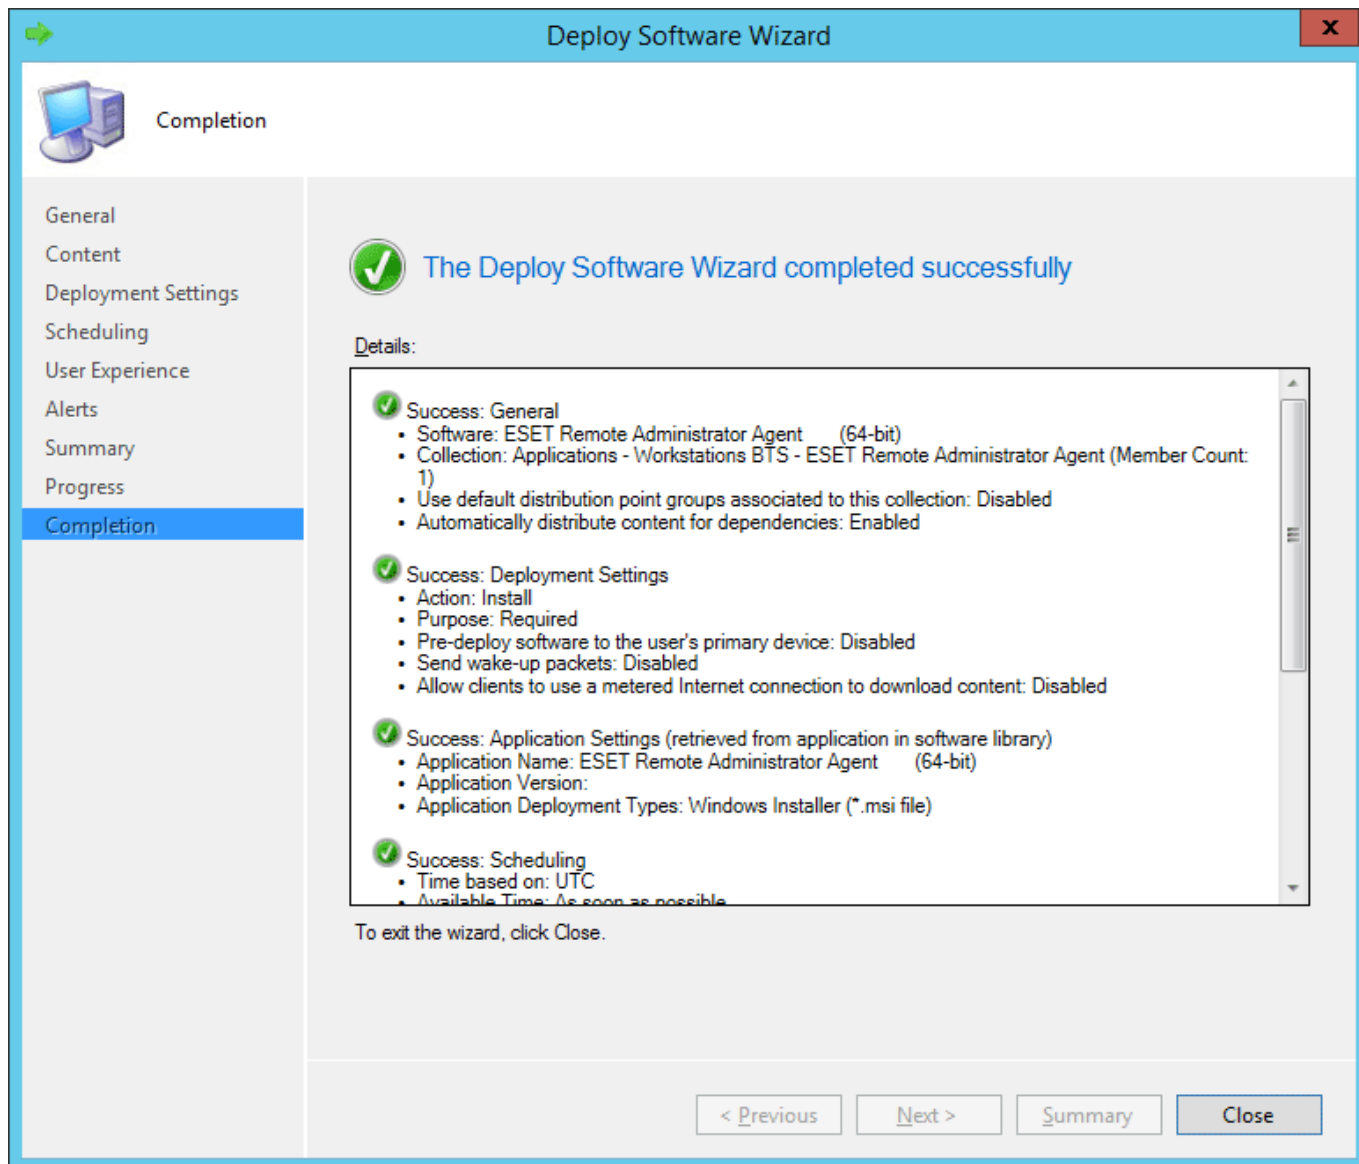 Deploy Software Wizard
x
Completion
General
Content
Deployment Settings
Scheduling
User Experience
Alerts
Summary
Progress
Completion
The Deploy Software Wizard completed successfully
Details:
Success: General
• Software: ESET Remote Administrator Agent (64-bit)
• Collection: Applications - Workstations BTS - ESET Remote Administrator Agent (Member Count:
1)
• Use default distribution point groups associated to this collection: Disabled
• Automatically distribute content for dependencies: Enabled
Success: Deployment Settings
• Action: Install
• Purpose: Required
• Pre-deploy software to the user's primary device: Disabled
• Send wake-up packets: Disabled
• Allow clients to use a metered Internet connection to download content: Disabled
Success: Application Settings (retrieved from application in software library)
• Application Name: ESET Remote Administrator Agent (64-bit)
• Application Version:
• Application Deployment Types: Windows Installer (*.msi file)
Success: Scheduling
• Time based on: UTC
• Available Time: As soon as possible
To exit the wizard, click Close.
< Previous
Next >
Summary
Close